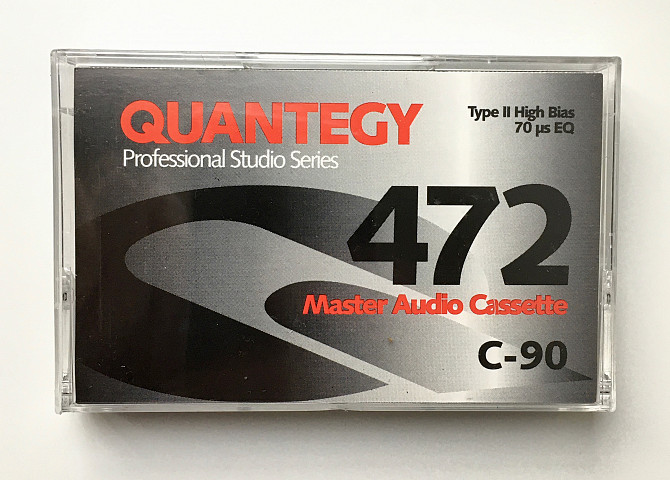 QUANTEGY
Professional Studio Series
Type II High Bias
70 µs EQ
472
Master Audio Cassette
C-90